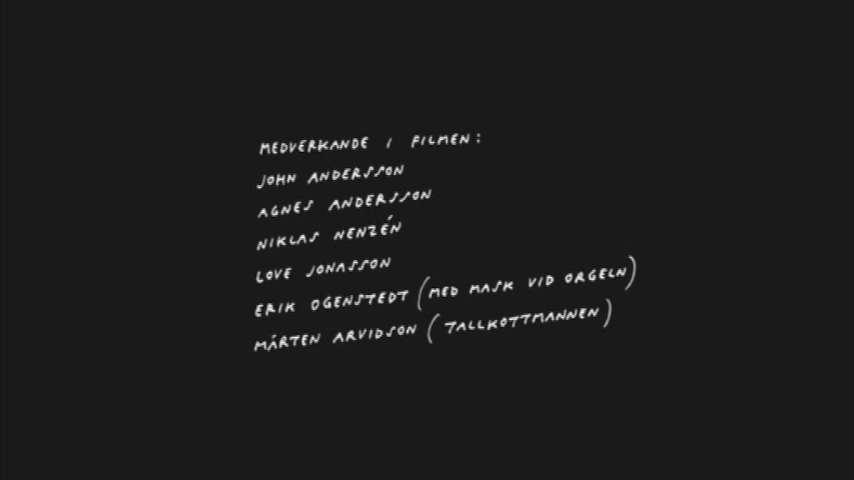 MEDVERKANDE I FILMEN:
JOHN ANDERSSON
AGNES ANDERSSON
NIKLAS NENZÉN
LOVE JONASSON
ERIK OGENSTEDT (MED MASK VID ORGELN)
MÅRTEN ARVIDSON (TALLKOTTMANNEN)